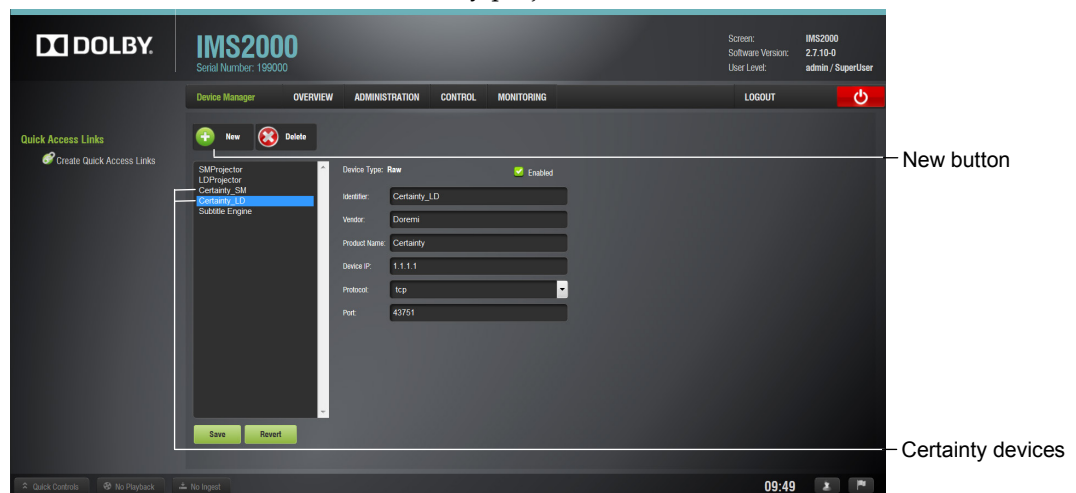 DOLBY.
IMS2000
Serial Number: 199000
Screen: IMS2000
Software Version: 2.7.10-0
User Level: admin / SuperUser
Device Manager OVERVIEW ADMINISTRATION CONTROL MONITORING LOGOUT
Quick Access Links
Create Quick Access Links
New Delete
New button
SMProjector
LDProjector
Certainty_SM
Certainty_LD
Subtitle Engine
Device Type: Raw Enabled
Identifier: Certainty_LD
Vendor: Doremi
Product Name: Certainty
Device IP: 1.1.1.1
Protocol: tcp
Port: 43751
Save Revert
Certainty devices
Quick Controls No Playback No Ingest 09:49